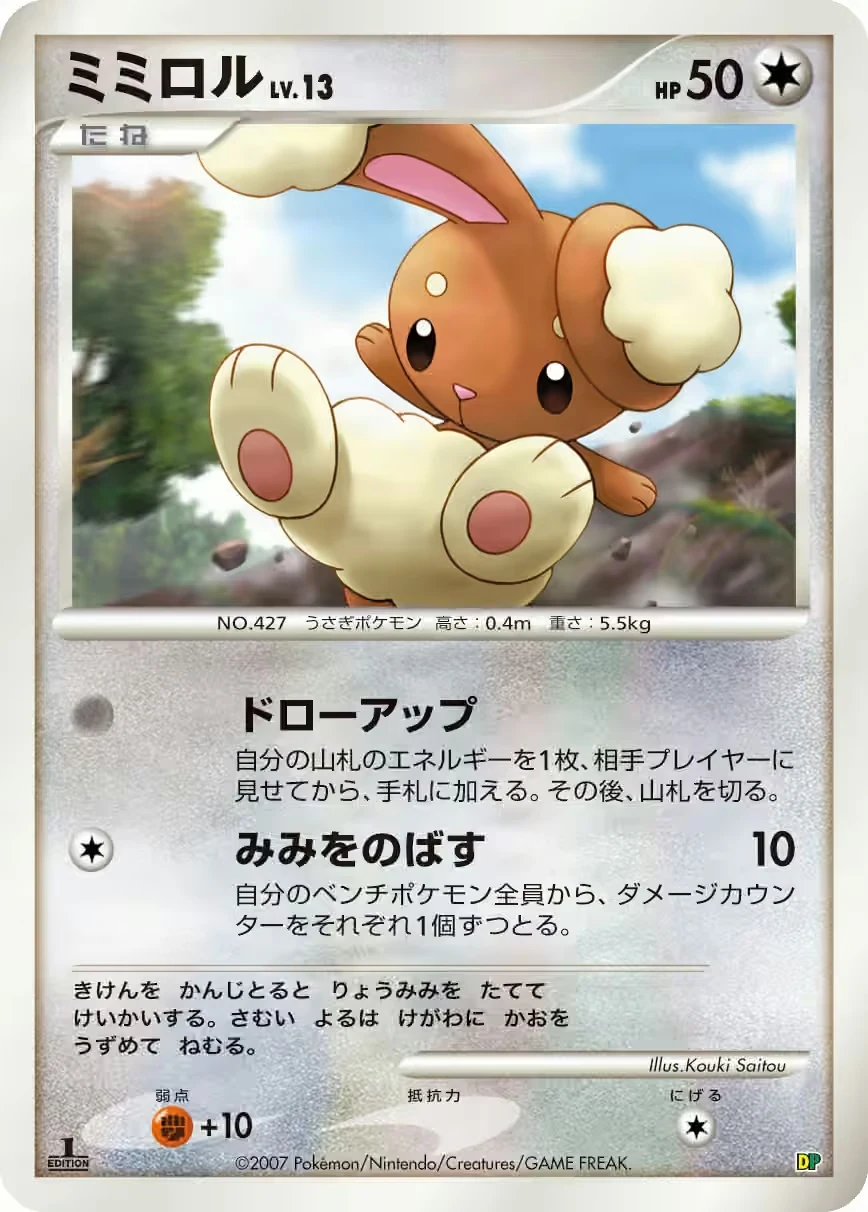 ミミロル LV.13 HP 50
たね
NO.427 うさぎポケモン 高さ:0.4m 重さ:5.5kg
ドローアップ
自分の山札のエネルギーを1枚、相手プレイヤーに
見せてから、手札に加える。その後、山札を切る。
みみをのばす 10
自分のベンチポケモン全員から、ダメージカウン
ターをそれぞれ1個ずつとる。
きけんを かんじとると りょうみみを たてて
けいかいする。さむい よるは けがわに かおを
うずめて ねむる。
Illus.Kouki Saitou
弱点 抵抗力 にげる
+10
1
EDITION
©2007 Pokémon/Nintendo/Creatures/GAME FREAK.
DP